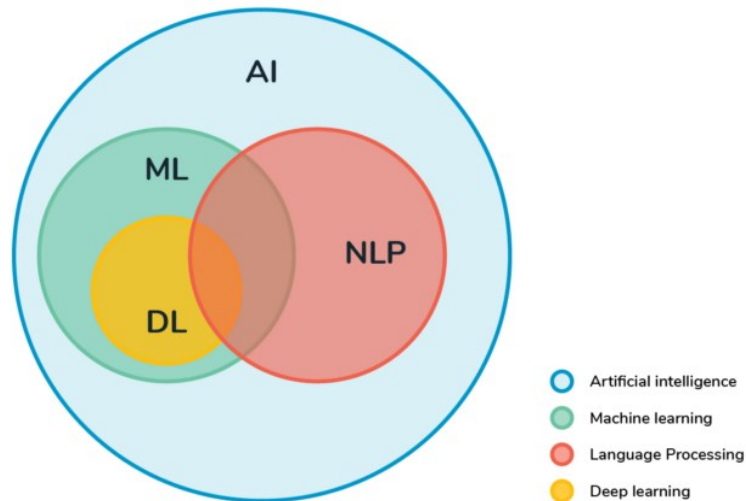 AI
ML
NLP
DL
Artificial intelligence
Machine learning
Language Processing
Deep learning